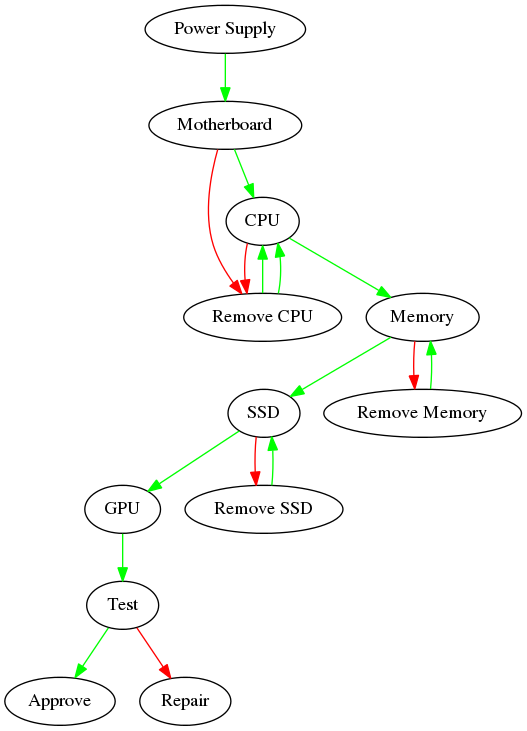 Power Supply
Motherboard
CPU
Remove CPU
Memory
SSD
Remove Memory
GPU
Remove SSD
Test
Approve
Repair